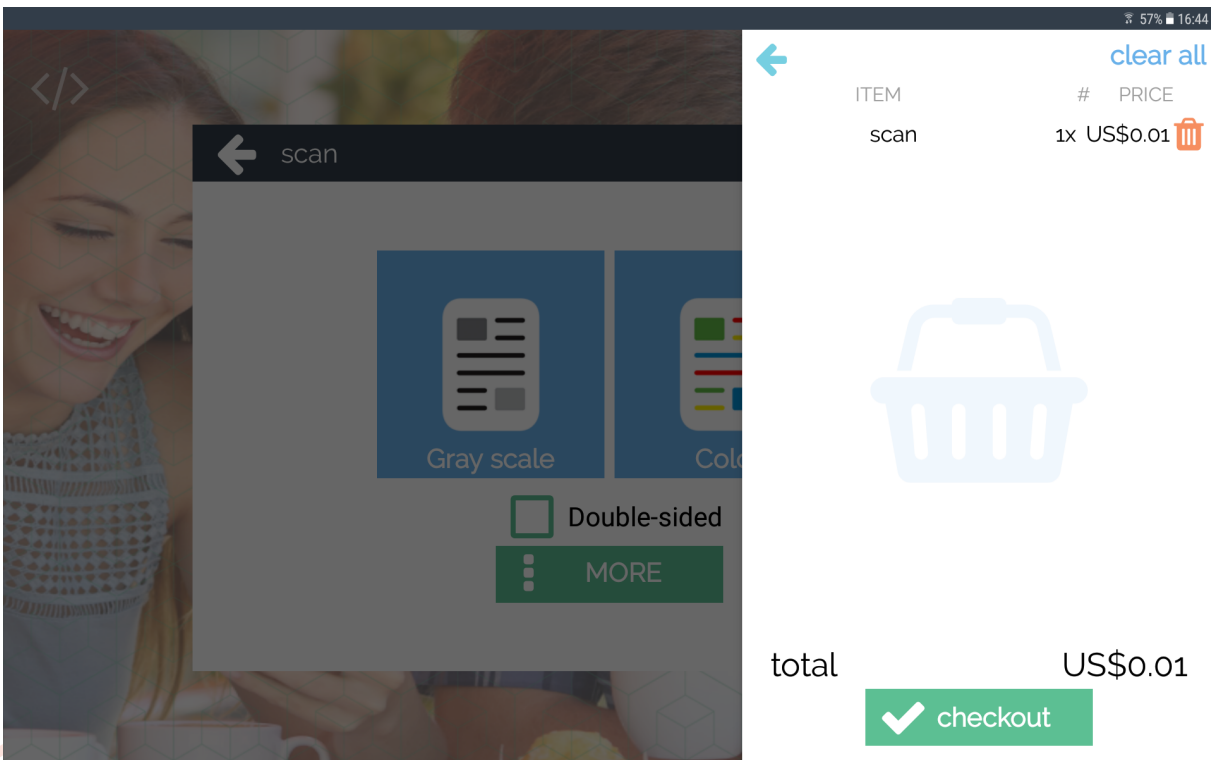 57% 16:44
</>
scan
Gray scale
Colo
Double-sided
MORE
clear all
ITEM # PRICE
scan 1x US$0.01
total US$0.01
checkout